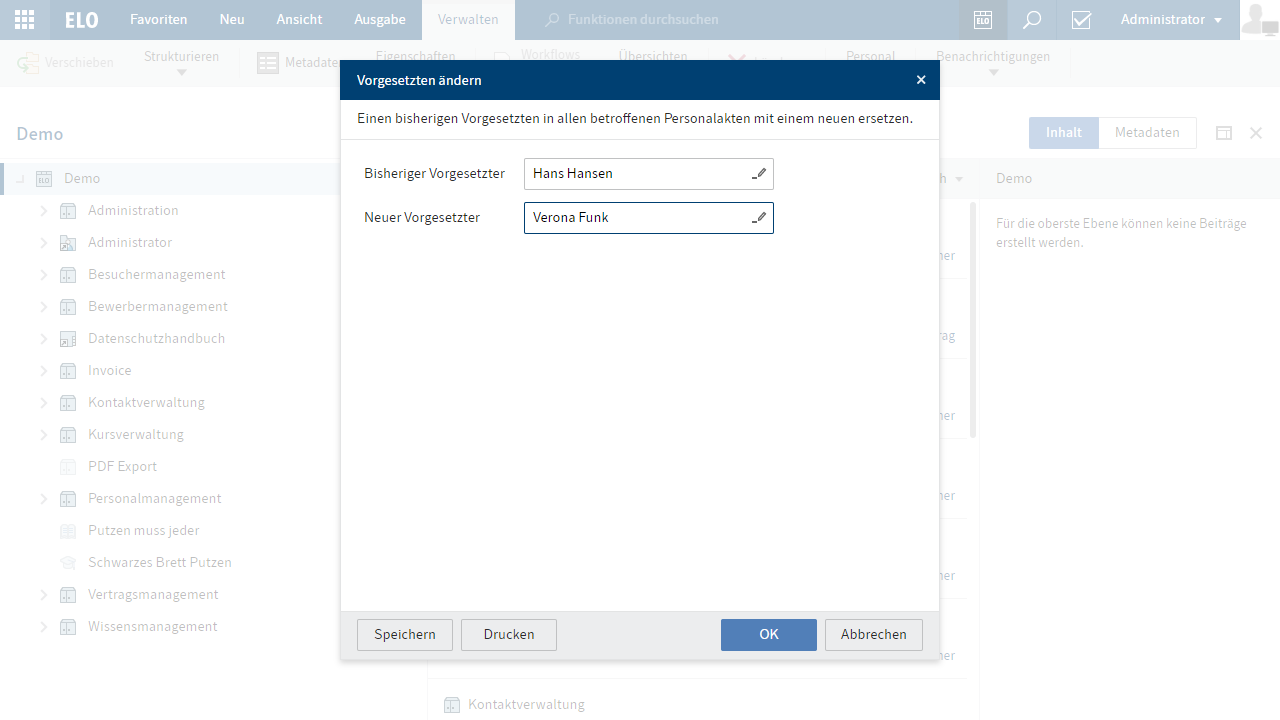 ELO Favoriten Neu Ansicht Ausgabe Verwalten Funktionen durchsuchen ELO Administrator
Verschieben Strukturieren Eigenschaften Workflows Übersichten Personal Benachrichtigungen
Vorgesetzten ändern
Einen bisherigen Vorgesetzten in allen betroffenen Personalakten mit einem neuen ersetzen.
Demo
Inhalt Metadaten
Bisheriger Vorgesetzter Hans Hansen
Neuer Vorgesetzter Verona Funk
ELO Demo
Administration
Administrator
Besuchermanagement
Bewerbermanagement
Datenschutzhandbuch
Invoice
Kontaktverwaltung
Kursverwaltung
PDF Export
Personalmanagement
Putzen muss jeder
Schwarzes Brett Putzen
Vertragsmanagement
Wissensmanagement
Demo
Für die oberste Ebene können keine Beiträge
erstellt werden.
Speichern Drucken OK Abbrechen
Kontaktverwaltung